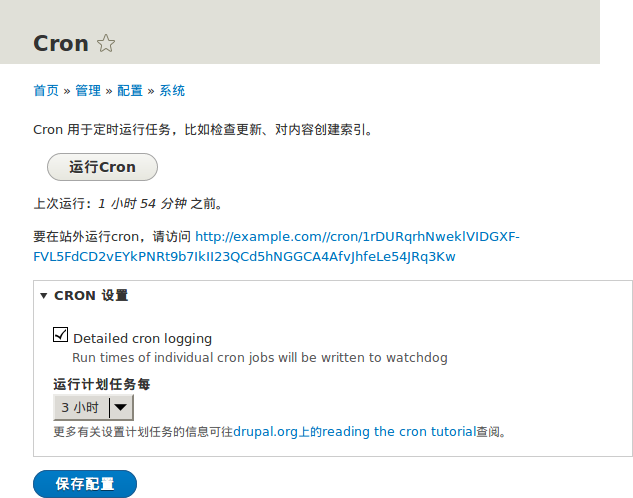 Cron
首页 » 管理 » 配置 » 系统
Cron 用于定时运行任务，比如检查更新、对内容创建索引。
运行Cron
上次运行：1 小时 54 分钟 之前。
要在站外运行cron，请访问 http://example.com//cron/1rDURqrhNweklVIDGXF-
FVL5FdCD2vEYkPNRt9b7IkII23QCd5hNGGCA4AfvJhfeLe54JRq3Kw
CRON 设置
Detailed cron logging
Run times of individual cron jobs will be written to watchdog
运行计划任务每
3 小时
更多有关设置计划任务的信息可往drupal.org上的reading the cron tutorial查阅。
保存配置